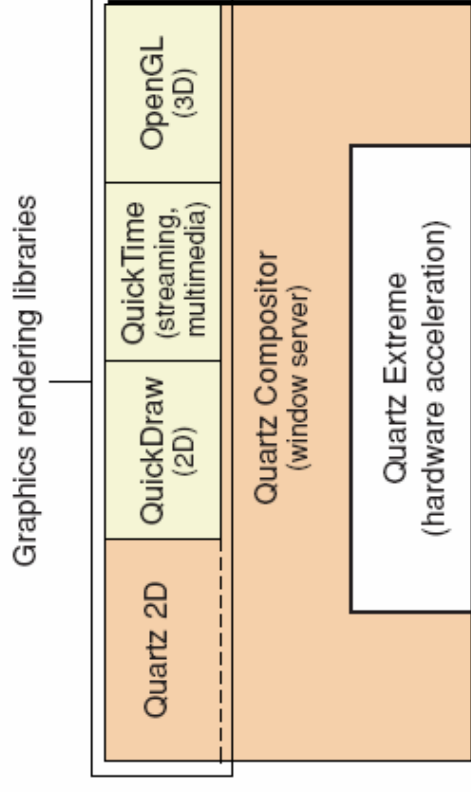 Graphics rendering libraries
Quartz 2D
QuickDraw
(2D)
QuickTime
(streaming,
multimedia)
OpenGL
(3D)
Quartz Compositor
(window server)
Quartz Extreme
(hardware acceleration)